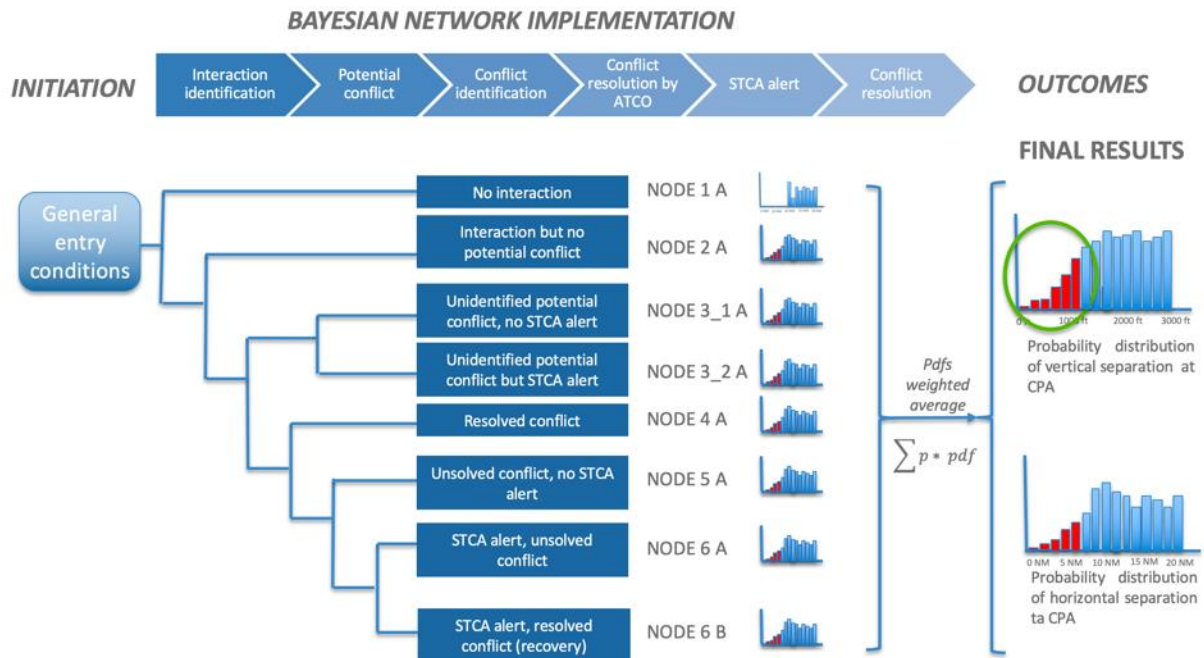 BAYESIAN NETWORK IMPLEMENTATION
INITIATION
Interaction
identification
Potential
conflict
Conflict
identification
Conflict
resolution by
ATCO
STCA alert
Conflict
resolution
OUTCOMES
FINAL RESULTS
General
entry
conditions
No interaction
NODE 1 A
Interaction but no
potential conflict
NODE 2 A
Unidentified potential
conflict, no STCA alert
NODE 3_1 A
Unidentified potential
conflict but STCA alert
NODE 3_2 A
Resolved conflict
NODE 4 A
Unsolved conflict, no STCA
alert
NODE 5 A
STCA alert, unsolved
conflict
NODE 6 A
STCA alert, resolved
conflict (recovery)
NODE 6 B
Pdfs
weighted
average
∑ p * pdf
1000 ft 2000 ft 3000 ft
Probability distribution
of vertical separation at
CPA
0 NM 5 NM 10 NM 15 NM 20 NM
Probability distribution
of horizontal separation
ta CPA